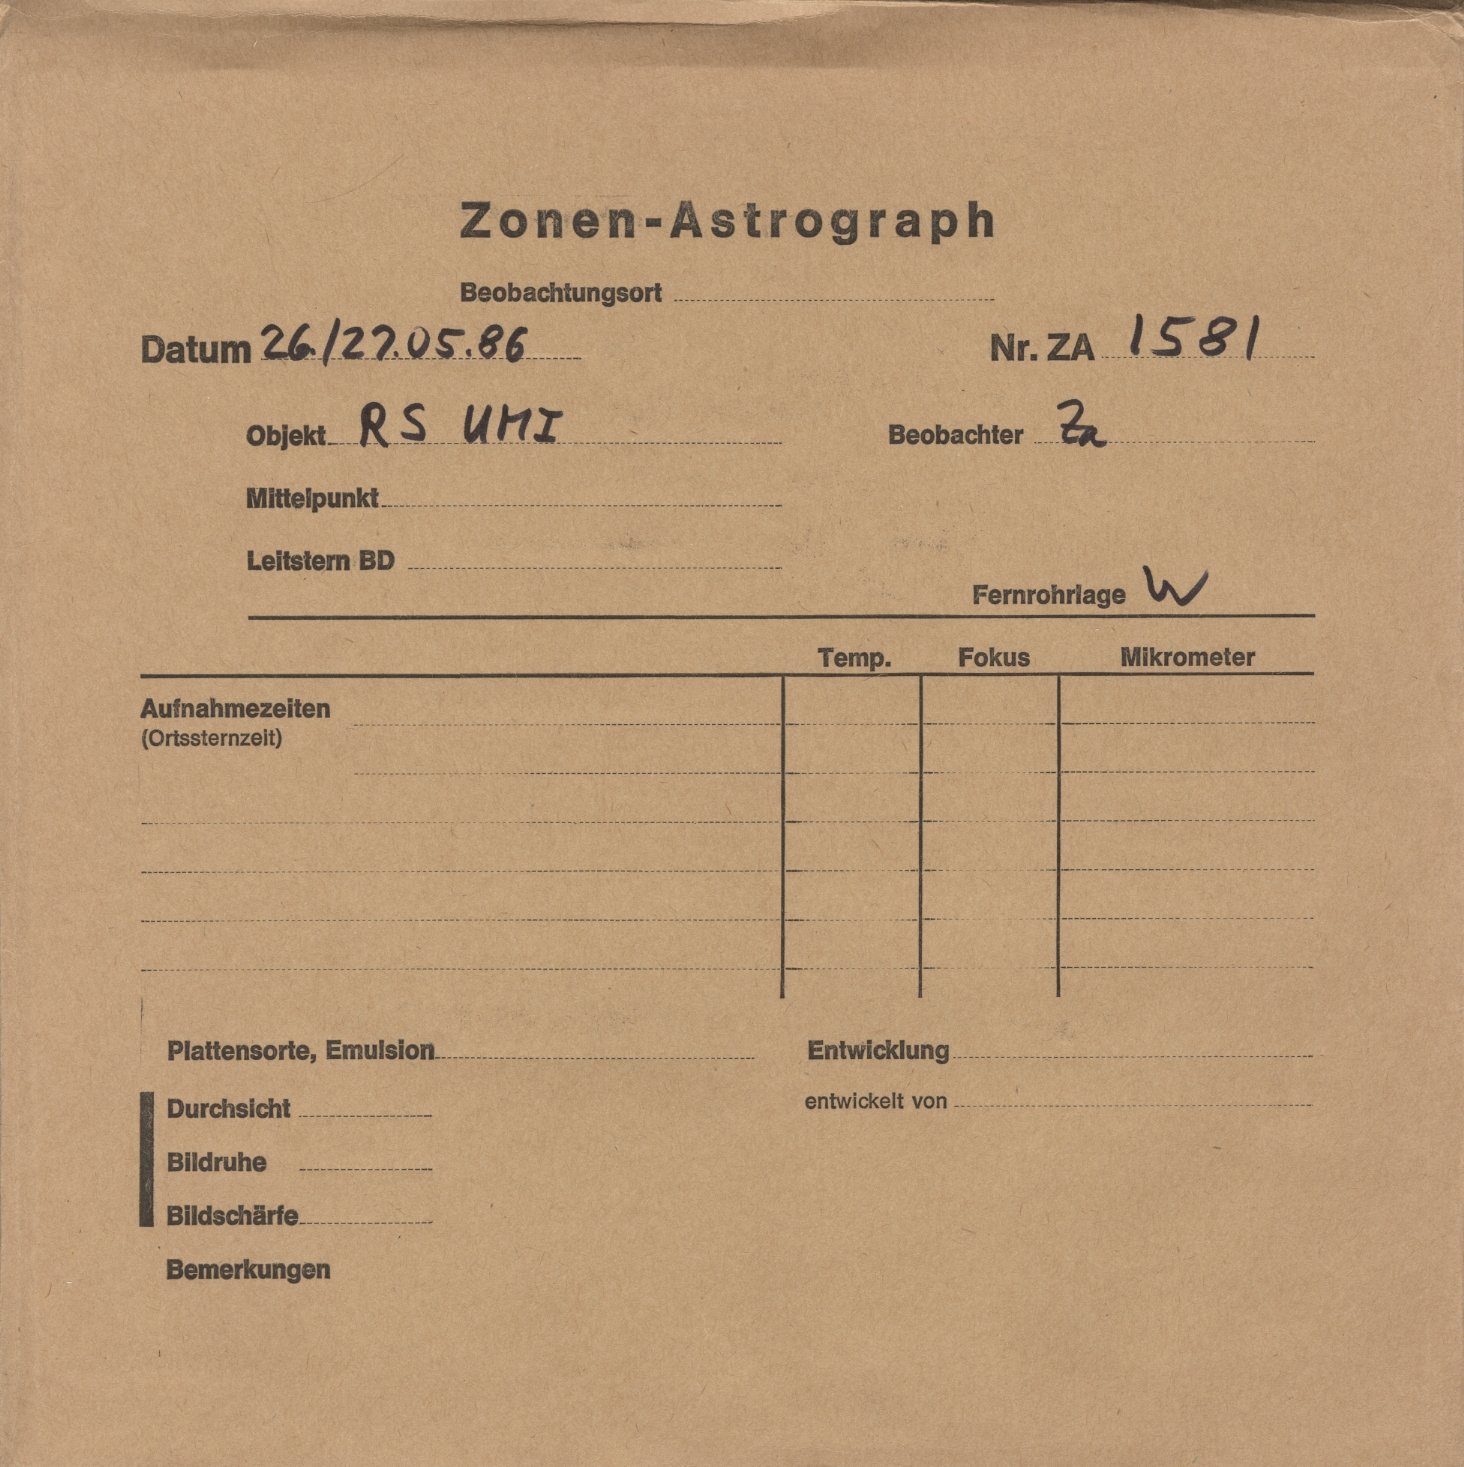 Zonen-Astrograph
Beobachtungsort
Datum 26./27.05.86 Nr. ZA 1581
Objekt RS UMI Beobachter Za
Mittelpunkt
Leitstern BD
Fernrohrlage W
Temp. Fokus Mikrometer
Aufnahmezeiten
(Ortssternzeit)
Plattensorte, Emulsion Entwicklung
Durchsicht entwickelt von
Bildruhe
Bildschärfe
Bemerkungen